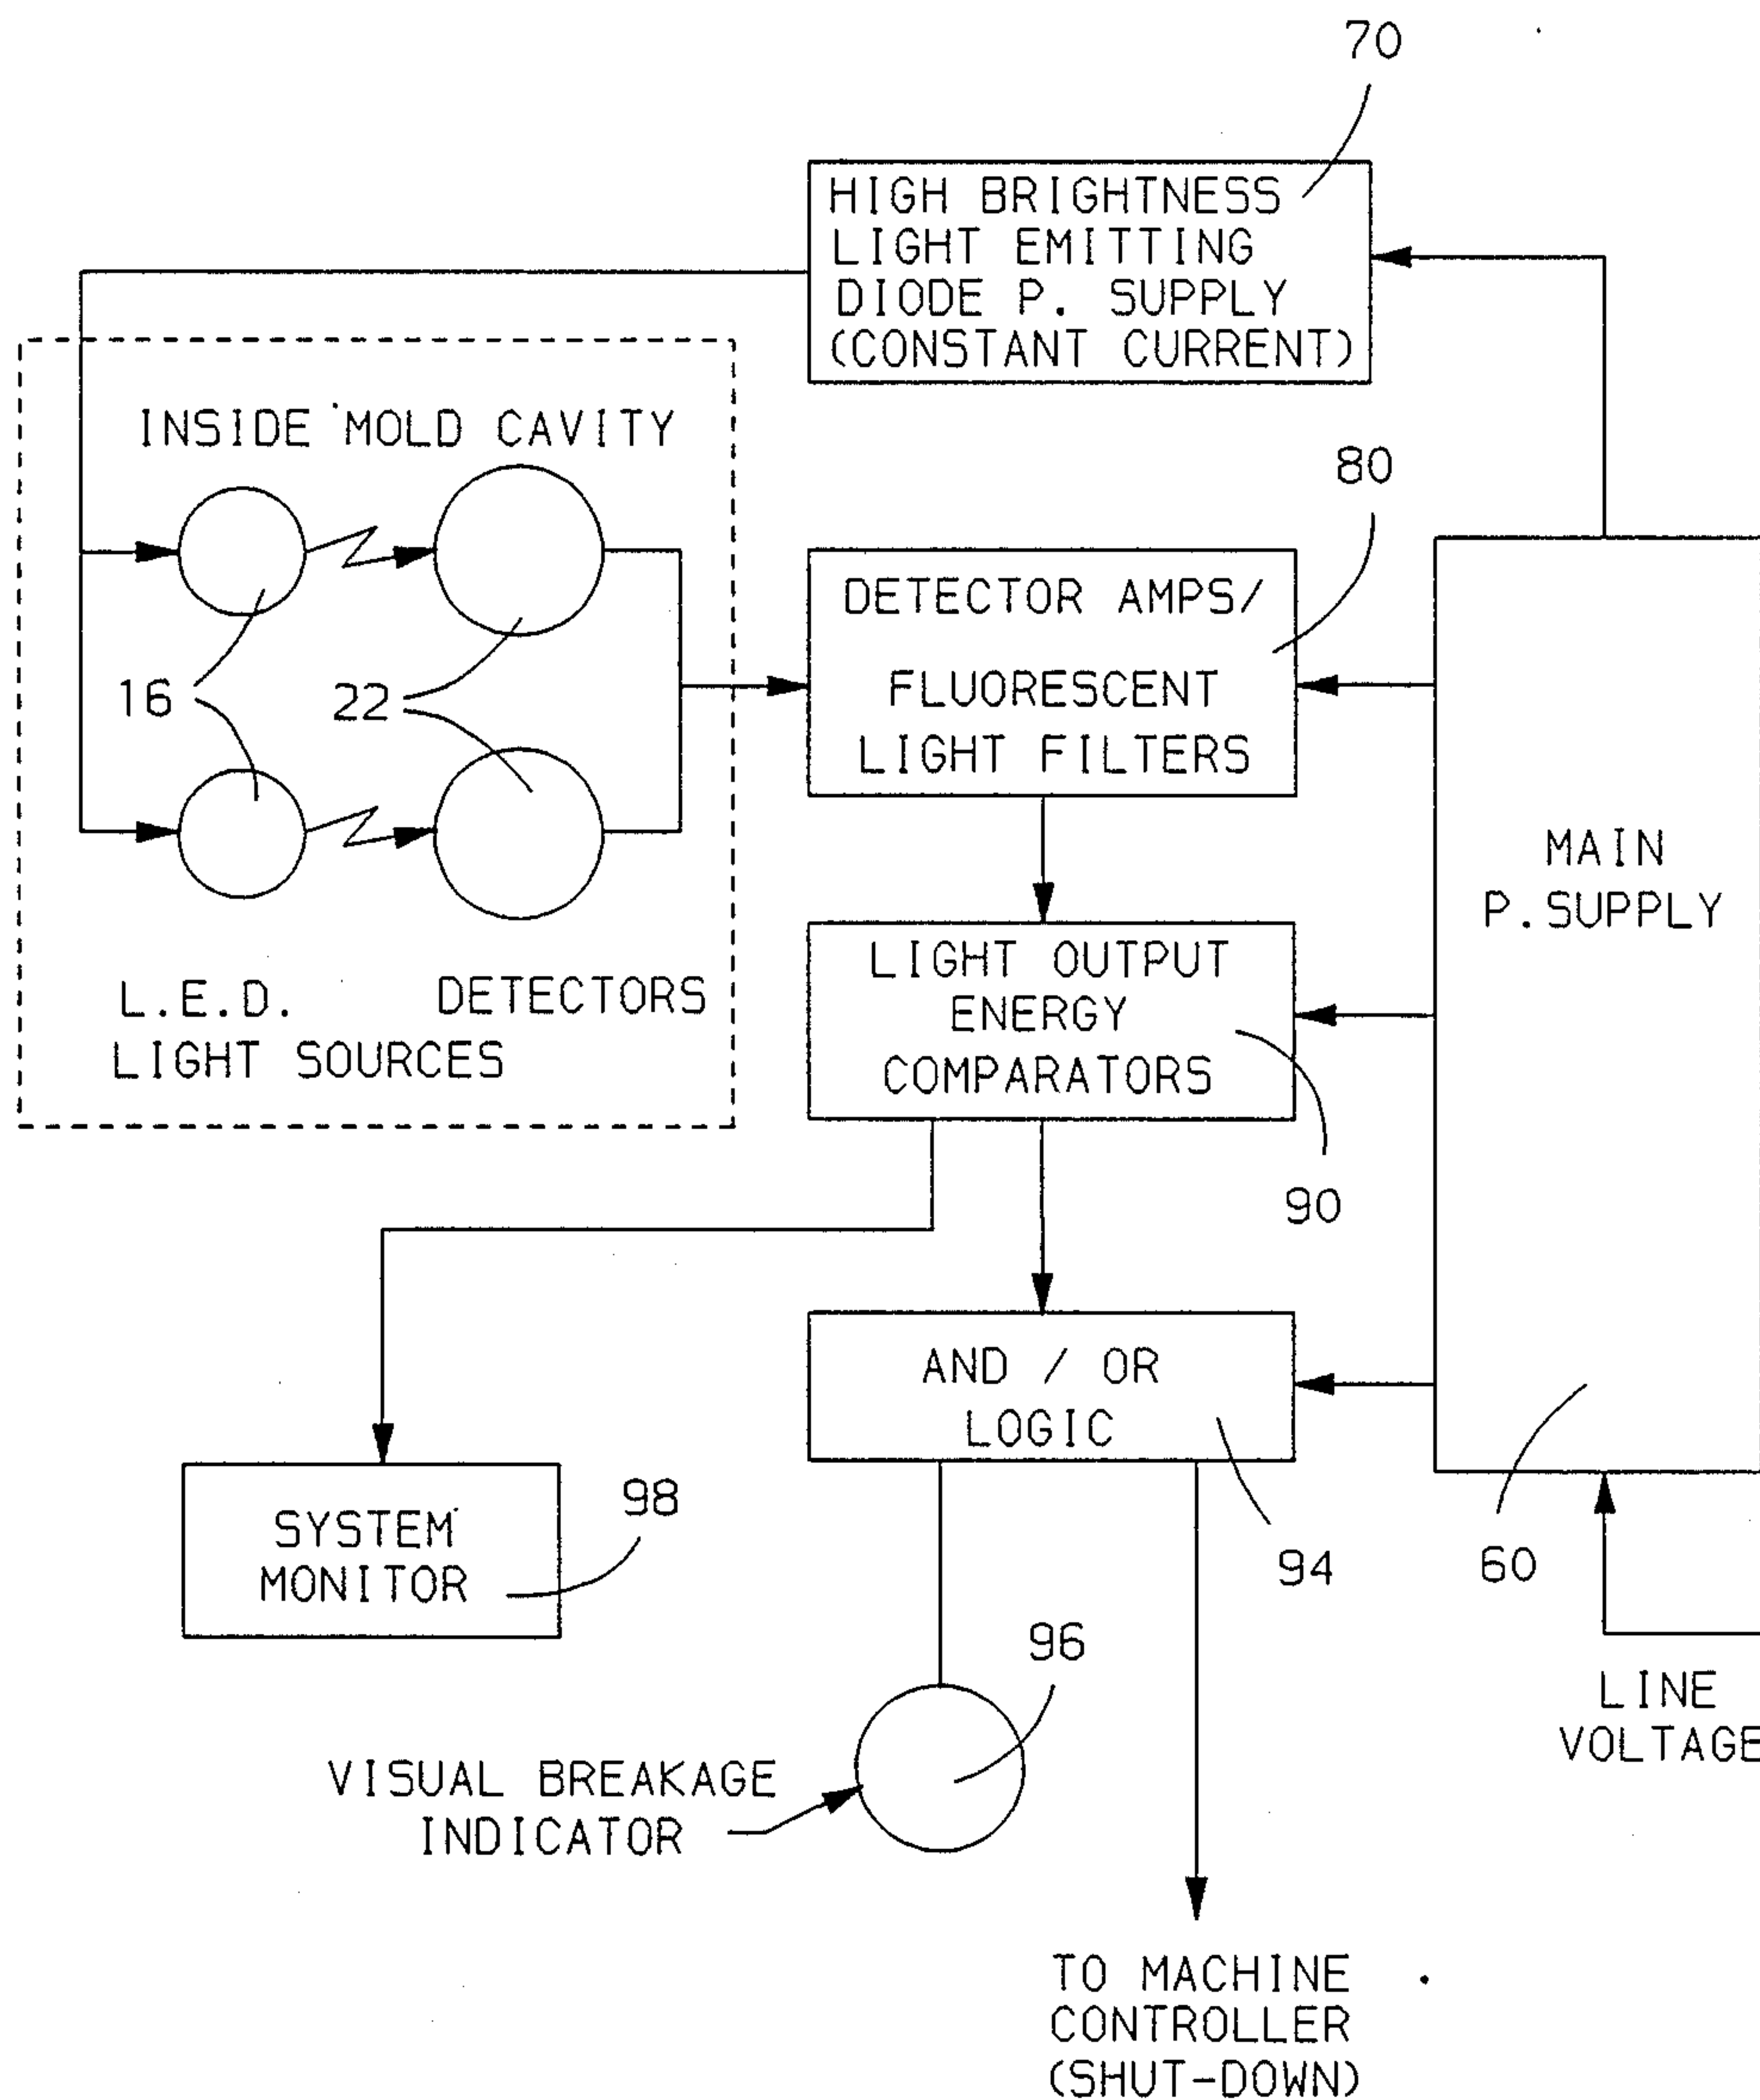 70
HIGH BRIGHTNESS
LIGHT EMITTING
DIODE P. SUPPLY
(CONSTANT CURRENT)
INSIDE MOLD CAVITY
80
DETECTOR AMPS/
FLUORESCENT
LIGHT FILTERS
16
22
MAIN
P.SUPPLY
L.E.D.
LIGHT SOURCES
DETECTORS
LIGHT OUTPUT
ENERGY
COMPARATORS
90
AND / OR
LOGIC
SYSTEM
MONITOR
98
94
60
96
LINE
VOLTAGE
VISUAL BREAKAGE
INDICATOR
TO MACHINE
CONTROLLER
(SHUT-DOWN)